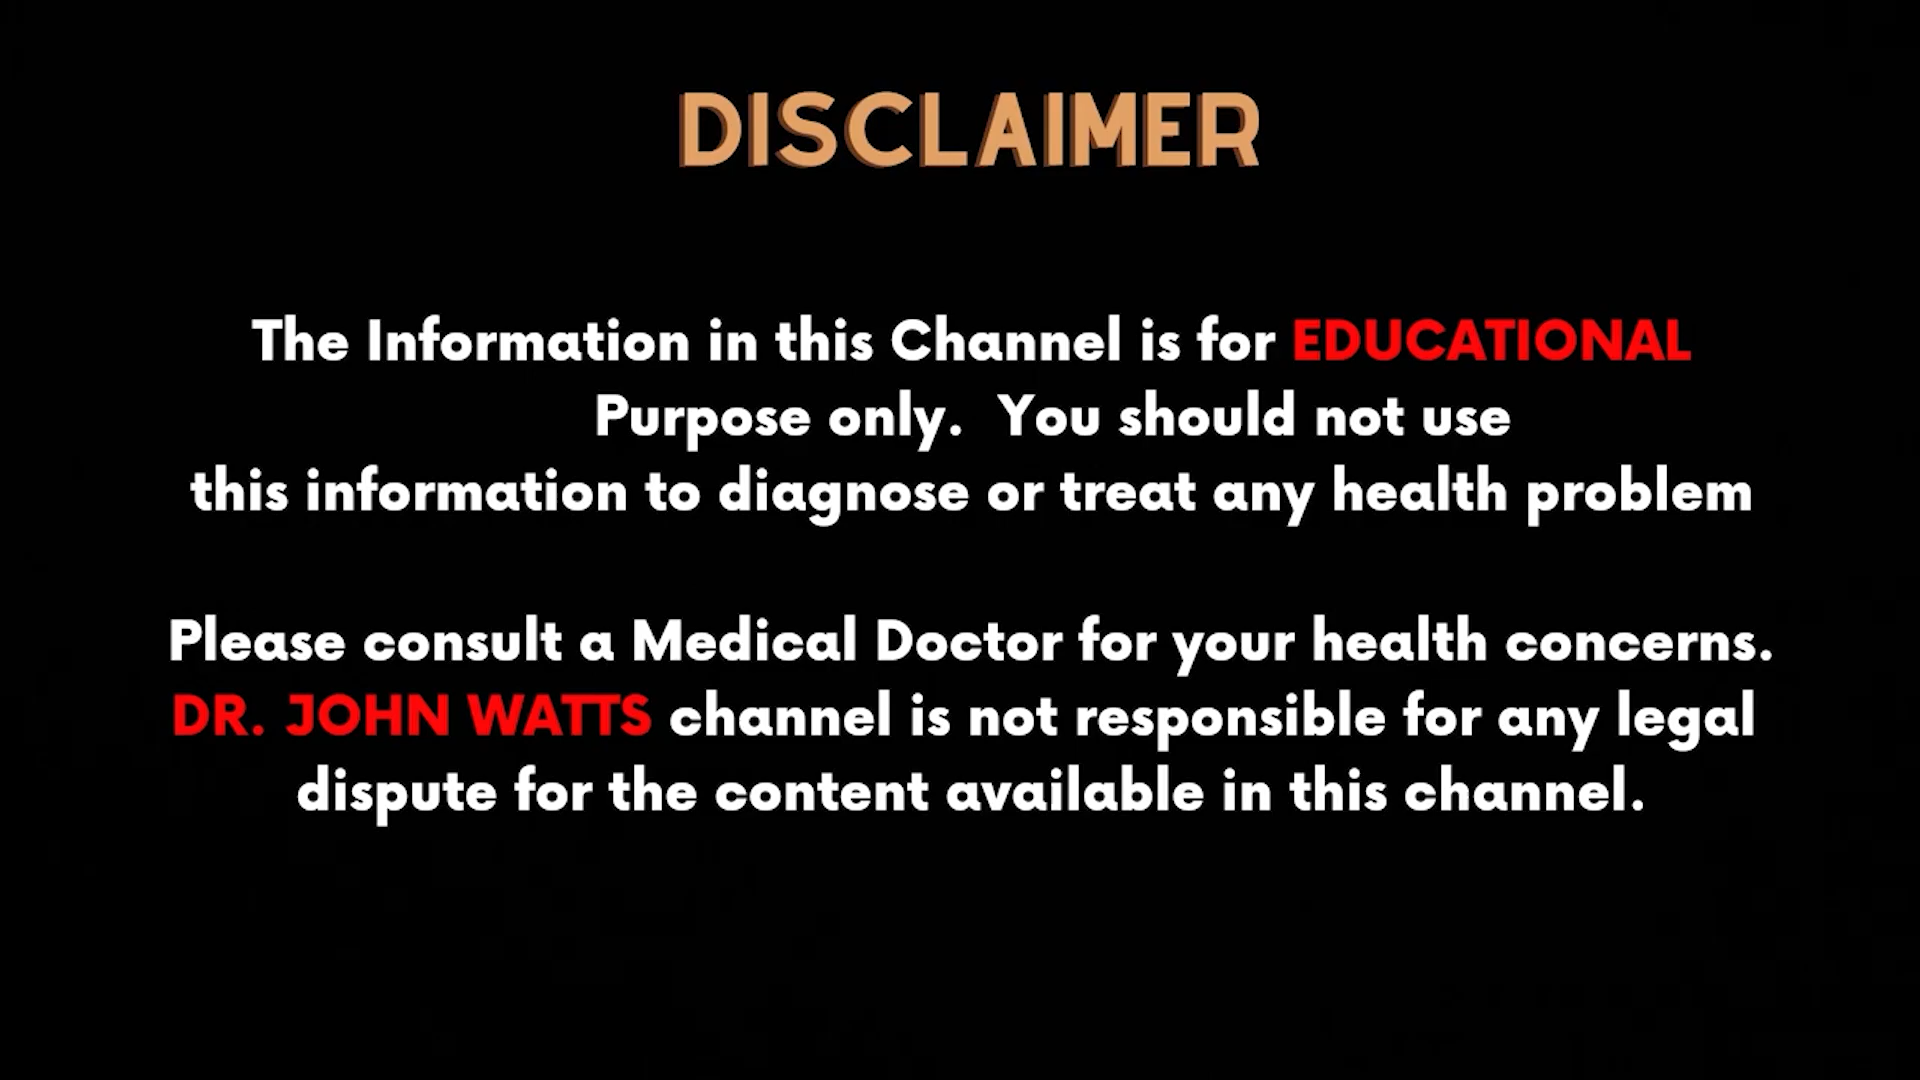 DISCLAIMER
The Information in this Channel is for EDUCATIONAL
Purpose only. You should not use
this information to diagnose or treat any health problem
Please consult a Medical Doctor for your health concerns.
DR. JOHN WATTS channel is not responsible for any legal
dispute for the content available in this channel.